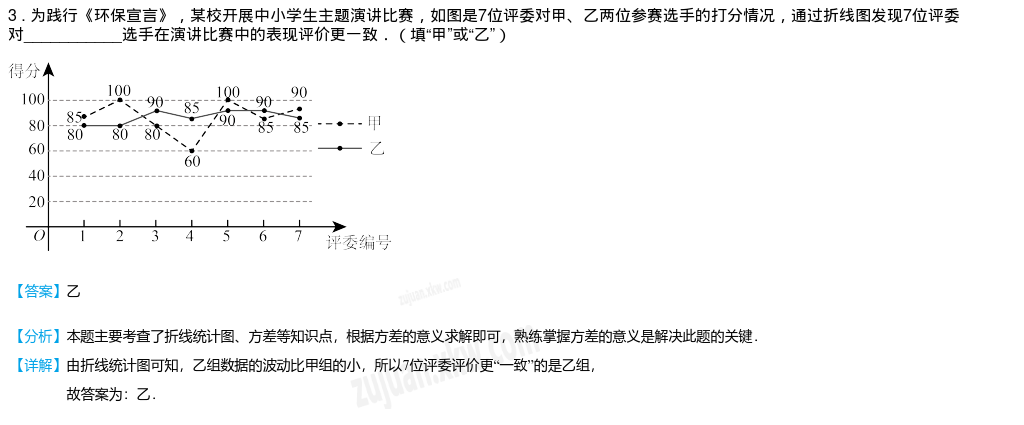 3．为践行《环保宣言》，某校开展中小学生主题演讲比赛，如图是7位评委对甲、乙两位参赛选手的打分情况，通过折线图发现7位评委
对____________选手在演讲比赛中的表现评价更一致．（填“甲”或“乙”）
得分
100
80
60
40
20
O
1 2 3 4 5 6 7
评委编号
85 100 80 60 100 85 90
80 80 90 85 90 90 85
甲
乙
【答案】乙
【分析】本题主要考查了折线统计图、方差等知识点，根据方差的意义求解即可，熟练掌握方差的意义是解决此题的关键．
【详解】由折线统计图可知，乙组数据的波动比甲组的小，所以7位评委评价更“一致”的是乙组，
故答案为：乙．
zujuan.xkw.com
zujuan.xkw.com